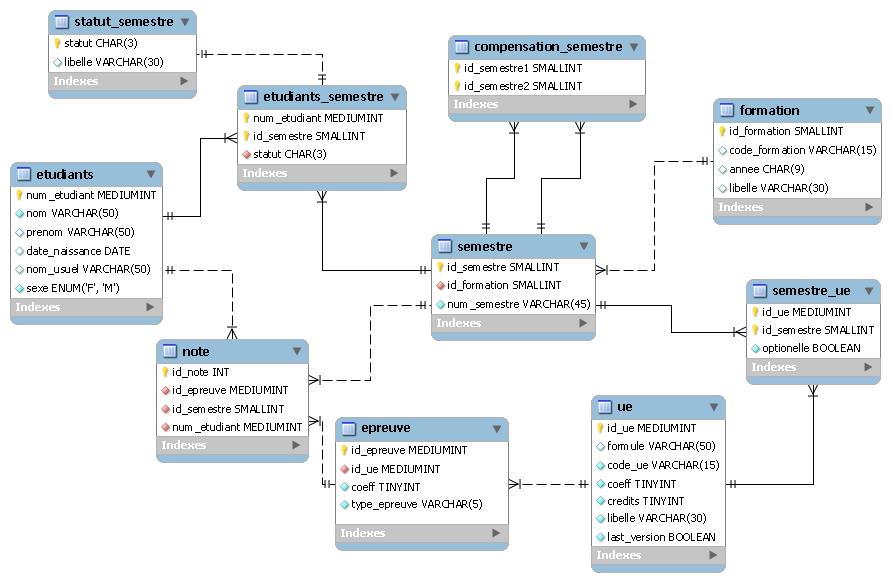 statut_semestre
statut CHAR(3)
libelle VARCHAR(30)
Indexes
compensation_semestre
id_semestre1 SMALLINT
id_semestre2 SMALLINT
Indexes
etudiants_semestre
num_etudiant MEDIUMINT
id_semestre SMALLINT
statut CHAR(3)
Indexes
formation
id_formation SMALLINT
code_formation VARCHAR(15)
annee CHAR(9)
libelle VARCHAR(30)
Indexes
etudiants
num_etudiant MEDIUMINT
nom VARCHAR(50)
prenom VARCHAR(50)
date_naissance DATE
nom_usuel VARCHAR(50)
sexe ENUM('F', 'M')
Indexes
semestre
id_semestre SMALLINT
id_formation SMALLINT
num_semestre VARCHAR(45)
Indexes
semestre_ue
id_ue MEDIUMINT
id_semestre SMALLINT
optionelle BOOLEAN
Indexes
note
id_note INT
id_epreuve MEDIUMINT
id_semestre SMALLINT
num_etudiant MEDIUMINT
Indexes
epreuve
id_epreuve MEDIUMINT
id_ue MEDIUMINT
coeff TINYINT
type_epreuve VARCHAR(5)
Indexes
ue
id_ue MEDIUMINT
formule VARCHAR(50)
code_ue VARCHAR(15)
coeff TINYINT
credits TINYINT
libelle VARCHAR(30)
last_version BOOLEAN
Indexes